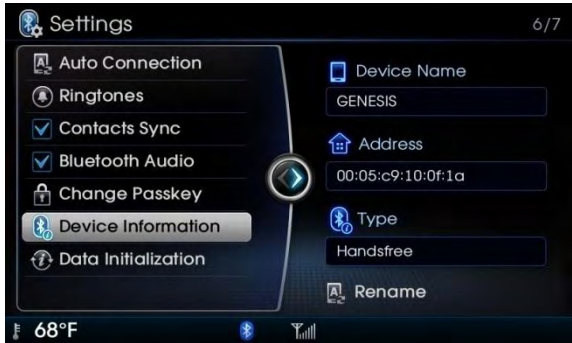 Settings
6/7
Auto Connection
Ringtones
Contacts Sync
Bluetooth Audio
Change Passkey
Device Information
Data Initialization
Device Name
GENESIS
Address
00:05:c9:10:0f:1a
Type
Handsfree
Rename
68°F